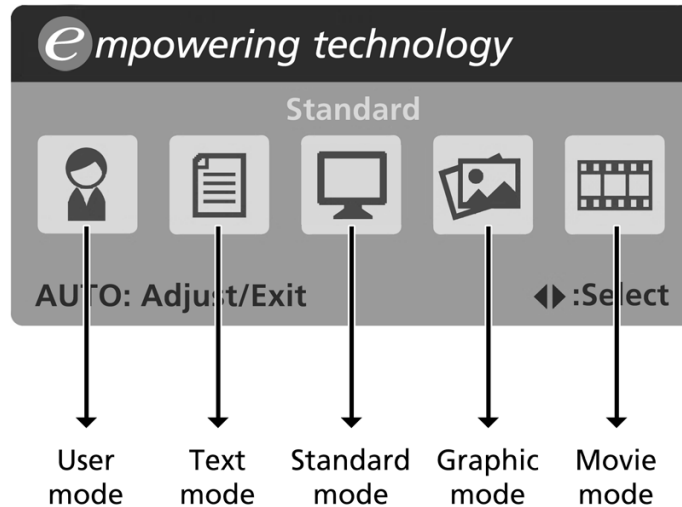 empowering technology
Standard
AUTO: Adjust/Exit
:Select
User mode
Text mode
Standard mode
Graphic mode
Movie mode